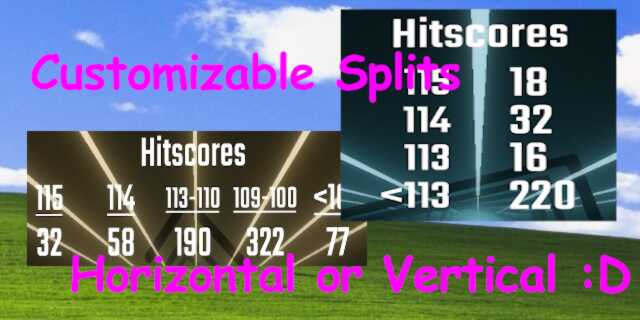 Hitscores
Customizable Splits
115 18
114 32
113 16
<113 220
Hitscores
115 114 113-110 109-100
32 58 190 322 77
Horizontal or Vertical :D